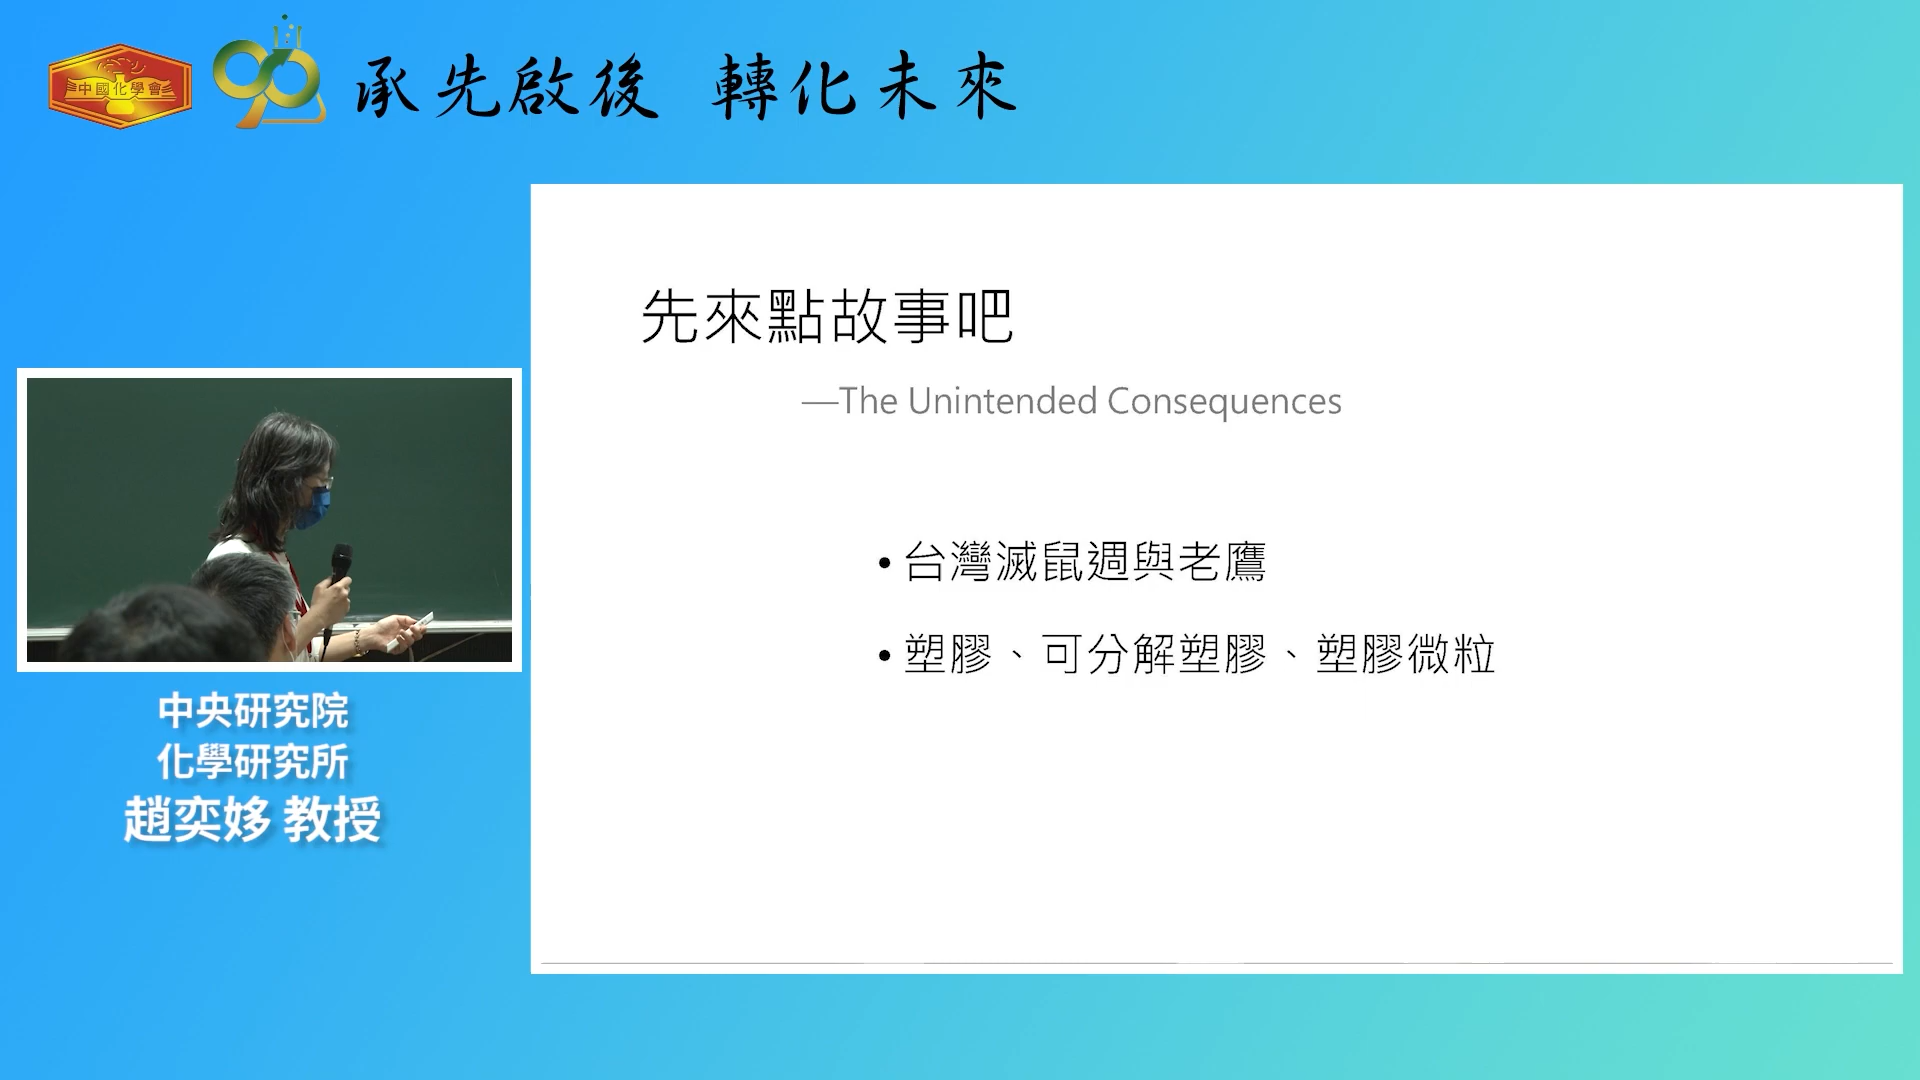 中國化學會
90
承先啟後 轉化未來
先來點故事吧
—The Unintended Consequences
• 台灣滅鼠週與老鷹
• 塑膠、可分解塑膠、塑膠微粒
中央研究院
化學研究所
趙奕姼 教授